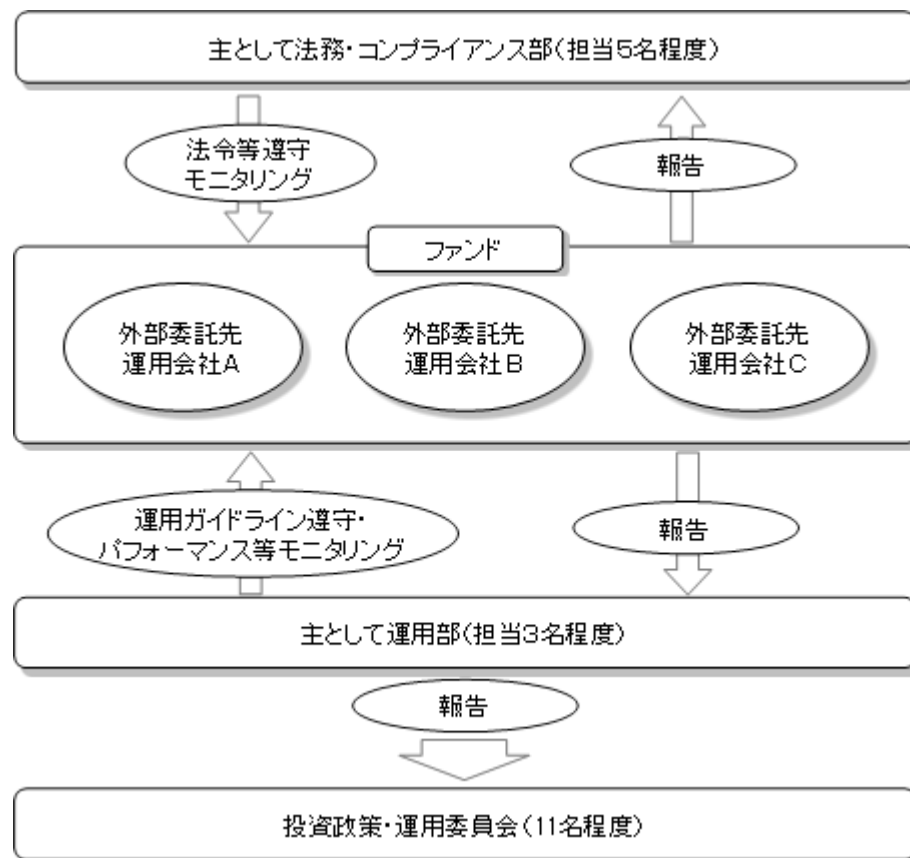 主として法務・コンプライアンス部(担当5名程度)
法令等遵守
モニタリング
報告
ファンド
外部委託先
運用会社A
外部委託先
運用会社B
外部委託先
運用会社C
運用ガイドライン遵守・
パフォーマンス等モニタリング
報告
主として運用部(担当3名程度)
報告
投資政策・運用委員会(11名程度)